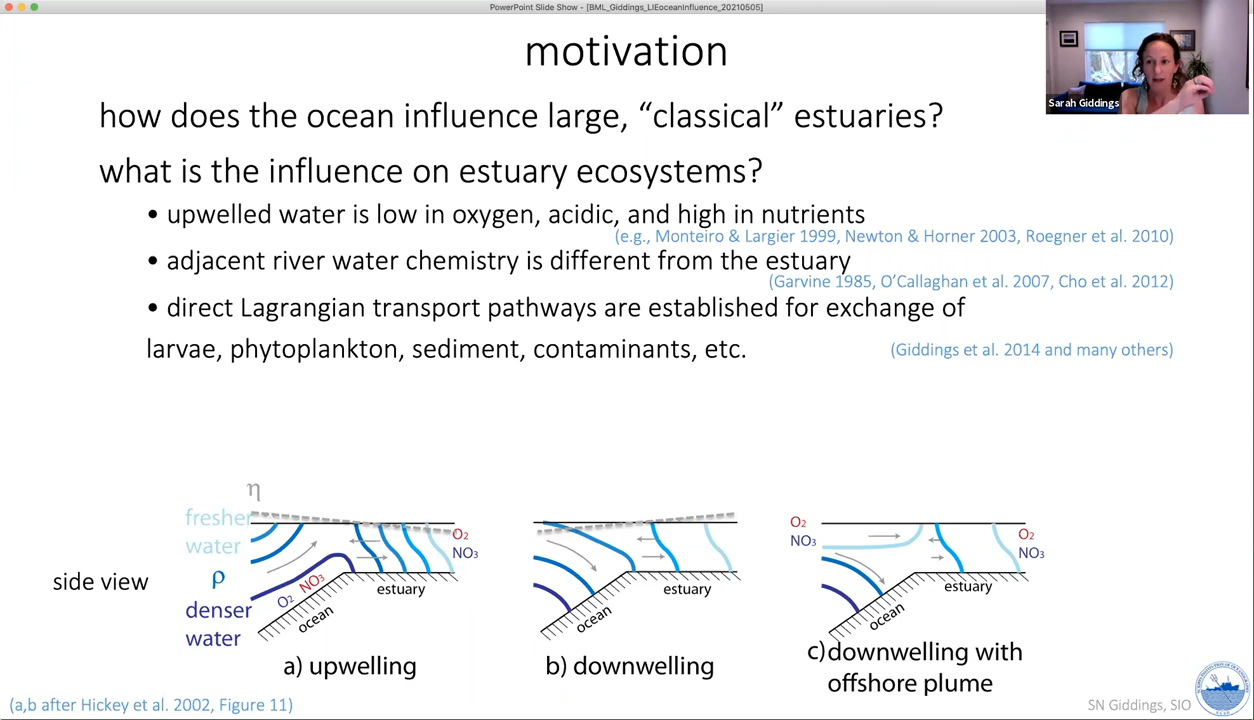 PowerPoint Slide Show - [BML_Giddings_LIEoceanInfluence_20210505]
motivation
Sarah Giddings
how does the ocean influence large, “classical” estuaries?
what is the influence on estuary ecosystems?
• upwelled water is low in oxygen, acidic, and high in nutrients
(e.g., Monteiro & Largier 1999, Newton & Horner 2003, Roegner et al. 2010)
• adjacent river water chemistry is different from the estuary
(Garvine 1985, O’Callaghan et al. 2007, Cho et al. 2012)
• direct Lagrangian transport pathways are established for exchange of
larvae, phytoplankton, sediment, contaminants, etc.
(Giddings et al. 2014 and many others)
side view
η
fresher
water
ρ
denser
water
O₂
NO₃
O₂ NO₃
ocean
estuary
a) upwelling
ocean
estuary
b) downwelling
O₂
NO₃
O₂
NO₃
ocean
estuary
c) downwelling with
offshore plume
(a,b after Hickey et al. 2002, Figure 11)
SN Giddings, SIO